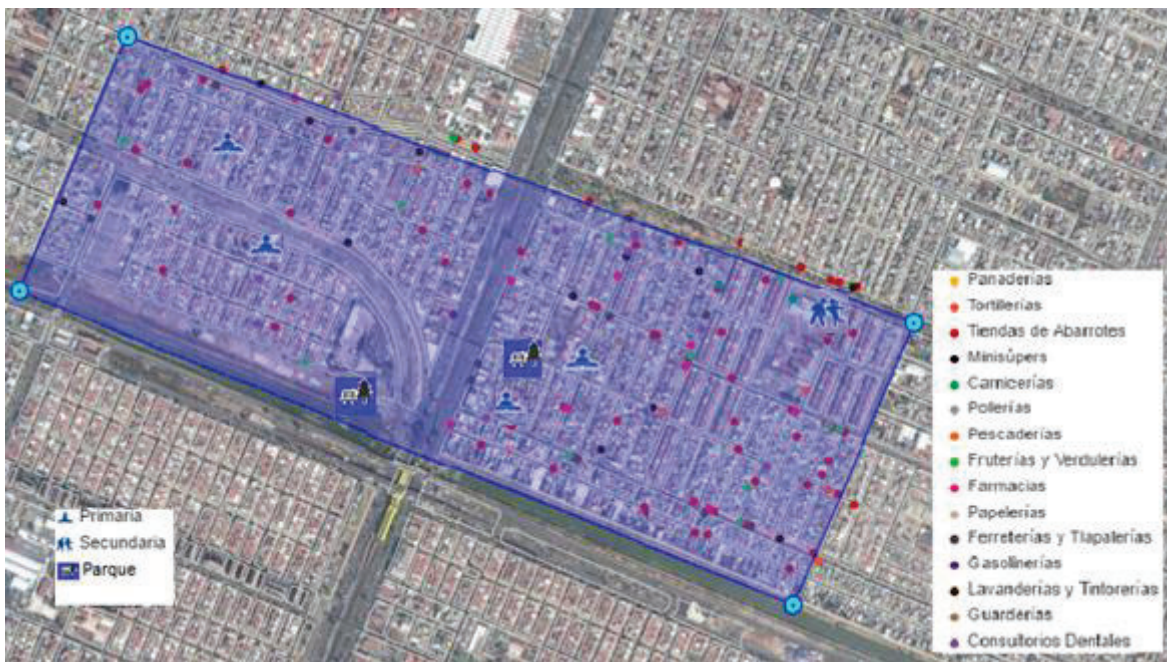 Primaria
Secundaria
Parque
Panaderías
Tortillerías
Tiendas de Abarrotes
Minisúpers
Carnicerías
Pollerías
Pescaderías
Fruterías y Verdulerías
Farmacias
Papelerías
Ferreterías y Tlapalerías
Gasolinerías
Lavanderías y Tintorerías
Guarderías
Consultorios Dentales